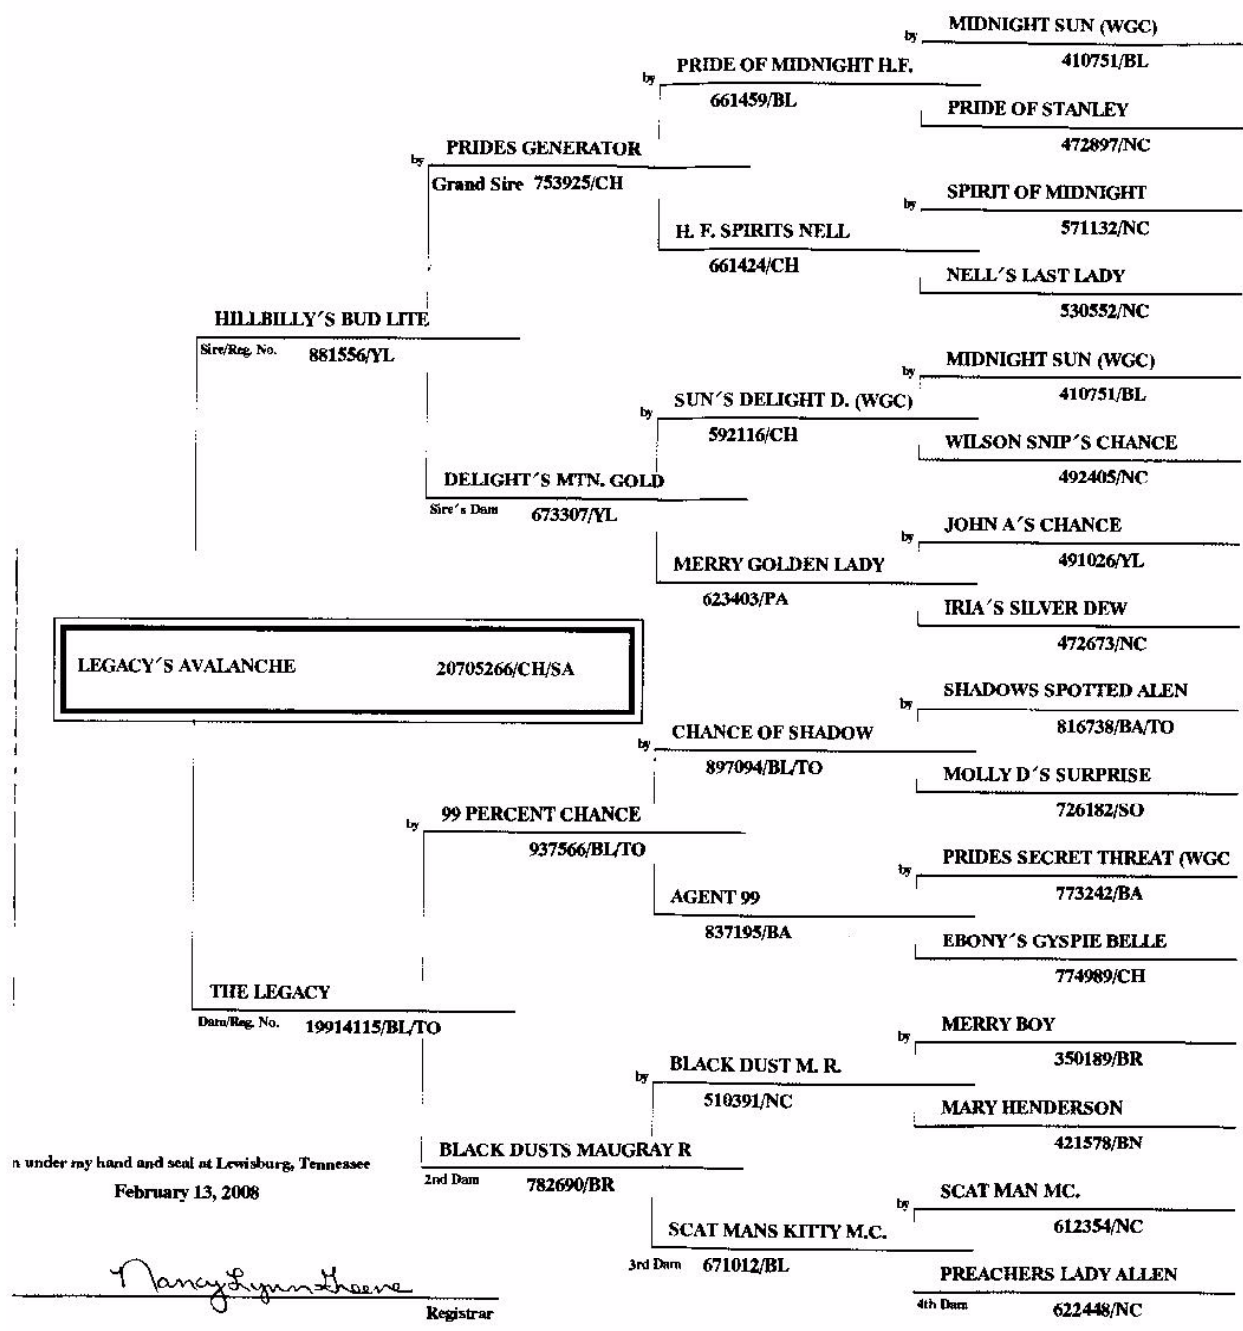 by MIDNIGHT SUN (WGC)
410751/BL
by PRIDE OF MIDNIGHT H.F.
661459/BL
PRIDE OF STANLEY
472897/NC
by PRIDES GENERATOR
Grand Sire 753925/CH
by SPIRIT OF MIDNIGHT
571132/NC
H. F. SPIRITS NELL
661424/CH
NELL´S LAST LADY
530552/NC
HILLBILLY´S BUD LITE
Sire/Reg. No. 881556/YL
by MIDNIGHT SUN (WGC)
410751/BL
by SUN´S DELIGHT D. (WGC)
592116/CH
WILSON SNIP´S CHANCE
492405/NC
DELIGHT´S MTN. GOLD
Sire´s Dam 673307/YL
by JOHN A´S CHANCE
491026/YL
MERRY GOLDEN LADY
623403/PA
IRIA´S SILVER DEW
472673/NC
LEGACY´S AVALANCHE 20705266/CH/SA
by SHADOWS SPOTTED ALEN
816738/BA/TO
by CHANCE OF SHADOW
897094/BL/TO
MOLLY D´S SURPRISE
726182/SO
by 99 PERCENT CHANCE
937566/BL/TO
by PRIDES SECRET THREAT (WGC
773242/BA
AGENT 99
837195/BA
EBONY´S GYSPIE BELLE
774989/CH
THE LEGACY
Dam/Reg. No. 19914115/BL/TO
by MERRY BOY
350189/BR
by BLACK DUST M. R.
510391/NC
MARY HENDERSON
421578/BN
BLACK DUSTS MAUGRAY R
2nd Dam 782690/BR
by SCAT MAN MC.
612354/NC
SCAT MANS KITTY M.C.
3rd Dam 671012/BL
PREACHERS LADY ALLEN
4th Dam 622448/NC
n under my hand and seal at Lewisburg, Tennessee
February 13, 2008
Nancy Lynn Greene
Registrar